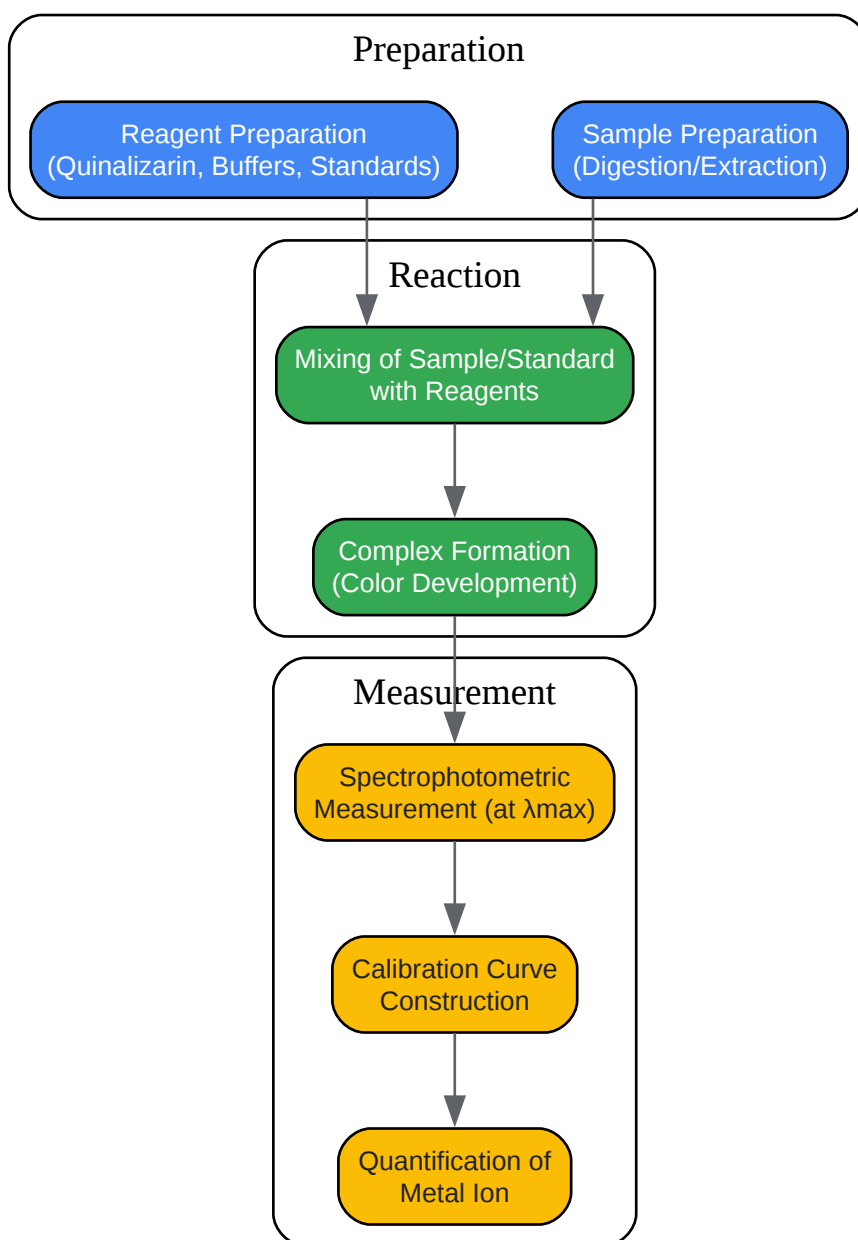 Preparation
Reagent Preparation
(Quinalizarin, Buffers, Standards)
Sample Preparation
(Digestion/Extraction)
Reaction
Mixing of Sample/Standard
with Reagents
Complex Formation
(Color Development)
Measurement
Spectrophotometric
Measurement (at λmax)
Calibration Curve
Construction
Quantification of
Metal Ion